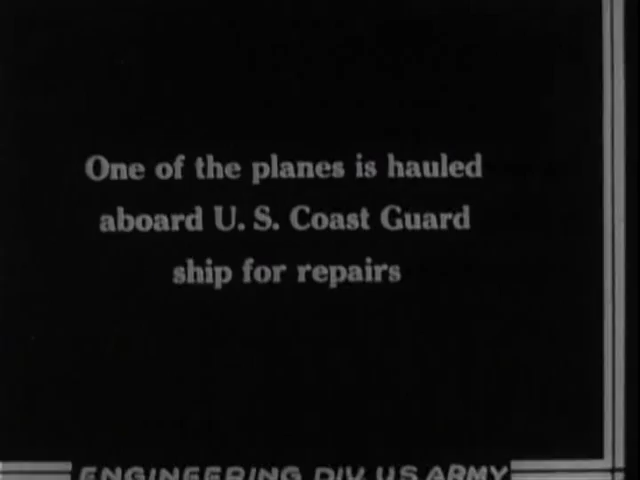 One of the planes is hauled
aboard U. S. Coast Guard
ship for repairs
ENGINEERING DIV. US ARMY